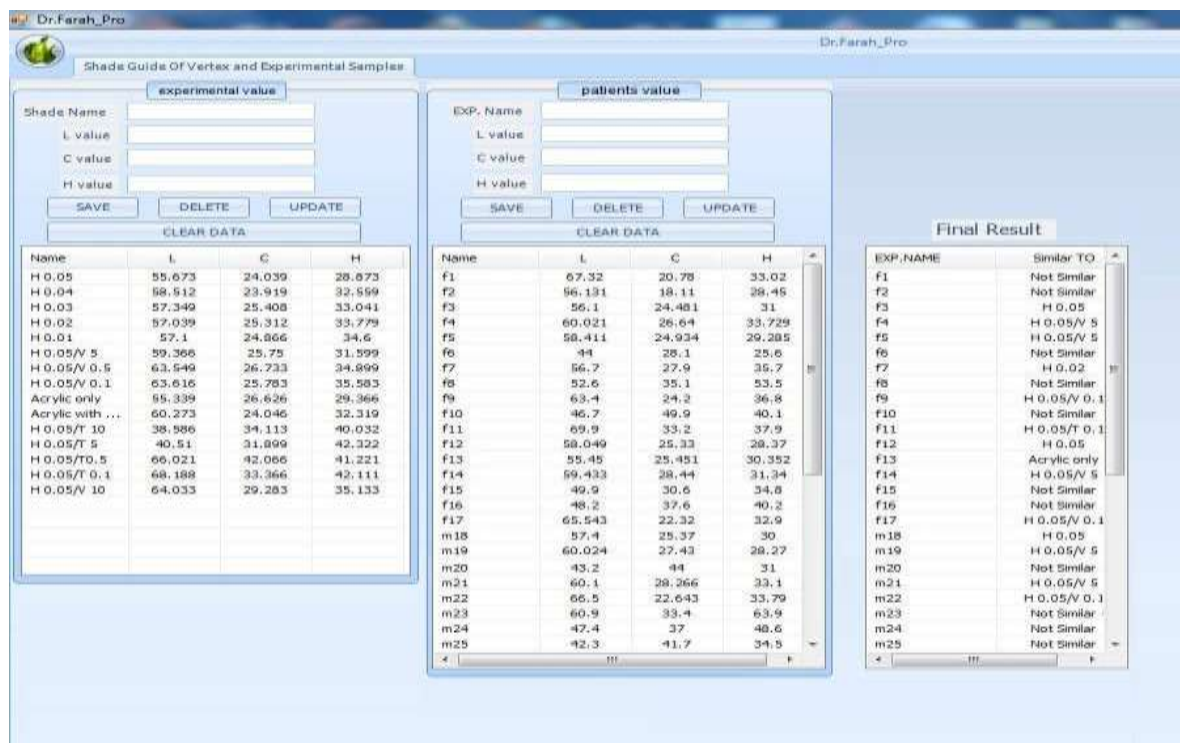 Dr.Farah_Pro
Dr.Farah_Pro
Shade Guide Of Vertex and Experimental Samples
experimental value
Shade Name
L value
C value
H value
SAVE DELETE UPDATE
CLEAR DATA
Name L C H
H 0.05 55.673 24.039 28.873
H 0.04 58.512 23.919 32.559
H 0.03 57.349 25.408 33.041
H 0.02 57.039 25.312 33.779
H 0.01 57.1 24.866 34.6
H 0.05/V 5 59.366 25.75 31.599
H 0.05/V 0.5 63.549 26.733 34.899
H 0.05/V 0.1 63.616 25.783 35.583
Acrylic only 55.339 26.626 29.366
Acrylic with ... 60.273 24.046 32.319
H 0.05/T 10 38.586 34.113 40.032
H 0.05/T 5 40.51 31.899 42.322
H 0.05/T0.5 66.021 42.066 41.221
H 0.05/T 0.1 68.188 33.366 42.111
H 0.05/V 10 64.033 29.283 35.133
patients value
EXP. Name
L value
C value
H value
SAVE DELETE UPDATE
CLEAR DATA
Name L C H
f1 67.32 20.78 33.02
f2 56.131 18.11 28.45
f3 56.1 24.481 31
f4 60.021 26.64 33.729
f5 58.411 24.934 29.285
f6 44 28.1 25.6
f7 56.7 27.9 35.7
f8 52.6 35.1 53.5
f9 63.4 24.2 36.8
f10 46.7 49.9 40.1
f11 69.9 33.2 37.9
f12 58.049 25.33 28.37
f13 55.45 25.451 30.352
f14 59.433 28.44 31.34
f15 49.9 30.6 34.8
f16 48.2 37.6 40.2
f17 65.543 22.32 32.9
m18 57.4 25.37 30
m19 60.024 27.43 28.27
m20 43.2 44 31
m21 60.1 28.266 33.1
m22 66.5 22.643 33.79
m23 60.9 33.4 63.9
m24 47.4 37 48.6
m25 42.3 41.7 34.5
Final Result
EXP.NAME Similar TO
f1 Not Similar
f2 Not Similar
f3 H 0.05
f4 H 0.05/V 5
f5 H 0.05/V 5
f6 Not Similar
f7 H 0.02
f8 Not Similar
f9 H 0.05/V 0.1
f10 Not Similar
f11 H 0.05/T 0.1
f12 H 0.05
f13 Acrylic only
f14 H 0.05/V 5
f15 Not Similar
f16 Not Similar
f17 H 0.05/V 0.1
m18 H 0.05
m19 H 0.05/V 5
m20 Not Similar
m21 H 0.05/V 5
m22 H 0.05/V 0.1
m23 Not Similar
m24 Not Similar
m25 Not Similar